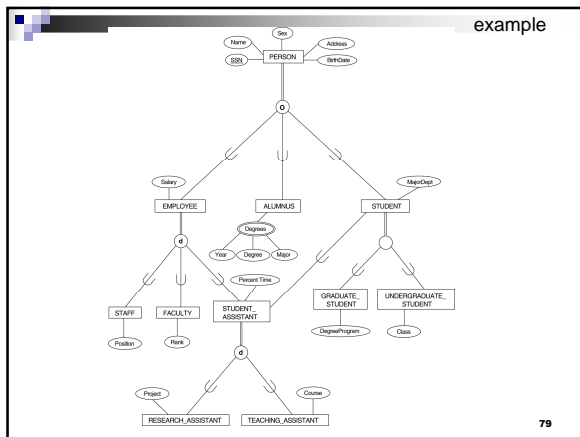 example
Sex
Name
Address
PERSON
SSN
BirthDate
O
Salary
MajorDept
EMPLOYEE
ALUMNUS
STUDENT
Degrees
d
Year
Degree
Major
Percent Time
STAFF
FACULTY
STUDENT_
ASSISTANT
GRADUATE_
STUDENT
UNDERGRADUATE_
STUDENT
Position
Rank
DegreeProgram
Class
d
Project
Course
RESEARCH_ASSISTANT
TEACHING_ASSISTANT
79